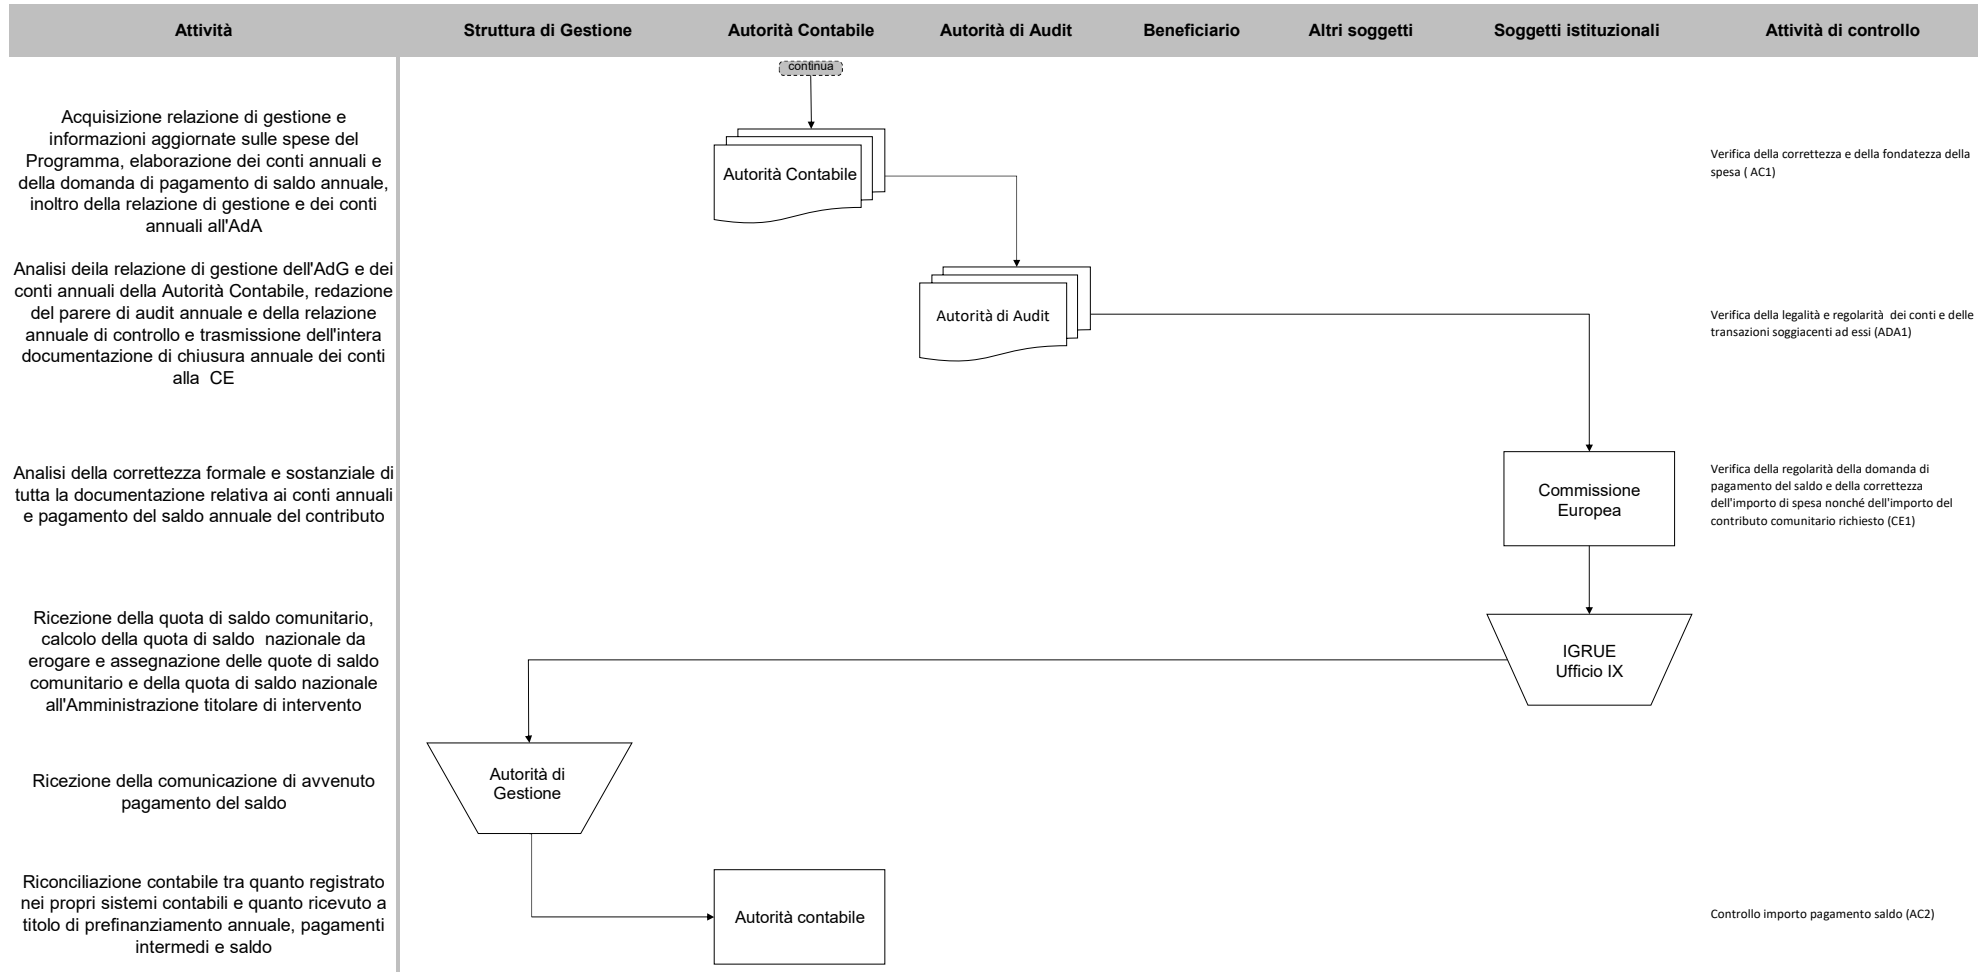 Attività
Struttura di Gestione
Autorità Contabile
Autorità di Audit
Beneficiario
Altri soggetti
Soggetti istituzionali
Attività di controllo
continua
Acquisizione relazione di gestione e
informazioni aggiornate sulle spese del
Programma, elaborazione dei conti annuali e
della domanda di pagamento di saldo annuale,
inoltro della relazione di gestione e dei conti
annuali all'AdA
Autorità Contabile
Verifica della correttezza e della fondatezza della
spesa ( AC1)
Analisi deila relazione di gestione dell'AdG e dei
conti annuali della Autorità Contabile, redazione
del parere di audit annuale e della relazione
annuale di controllo e trasmissione dell'intera
documentazione di chiusura annuale dei conti
alla  CE
Autorità di Audit
Verifica della legalità e regolarità  dei conti e delle
transazioni soggiacenti ad essi (ADA1)
Analisi della correttezza formale e sostanziale di
tutta la documentazione relativa ai conti annuali
e pagamento del saldo annuale del contributo
Commissione
Europea
Verifica della regolarità della domanda di
pagamento del saldo e della correttezza
dell'importo di spesa nonché dell'importo del
contributo comunitario richiesto (CE1)
Ricezione della quota di saldo comunitario,
calcolo della quota di saldo  nazionale da
erogare e assegnazione delle quote di saldo
comunitario e della quota di saldo nazionale
all'Amministrazione titolare di intervento
IGRUE
Ufficio IX
Ricezione della comunicazione di avvenuto
pagamento del saldo
Autorità di
Gestione
Riconciliazione contabile tra quanto registrato
nei propri sistemi contabili e quanto ricevuto a
titolo di prefinanziamento annuale, pagamenti
intermedi e saldo
Autorità contabile
Controllo importo pagamento saldo (AC2)